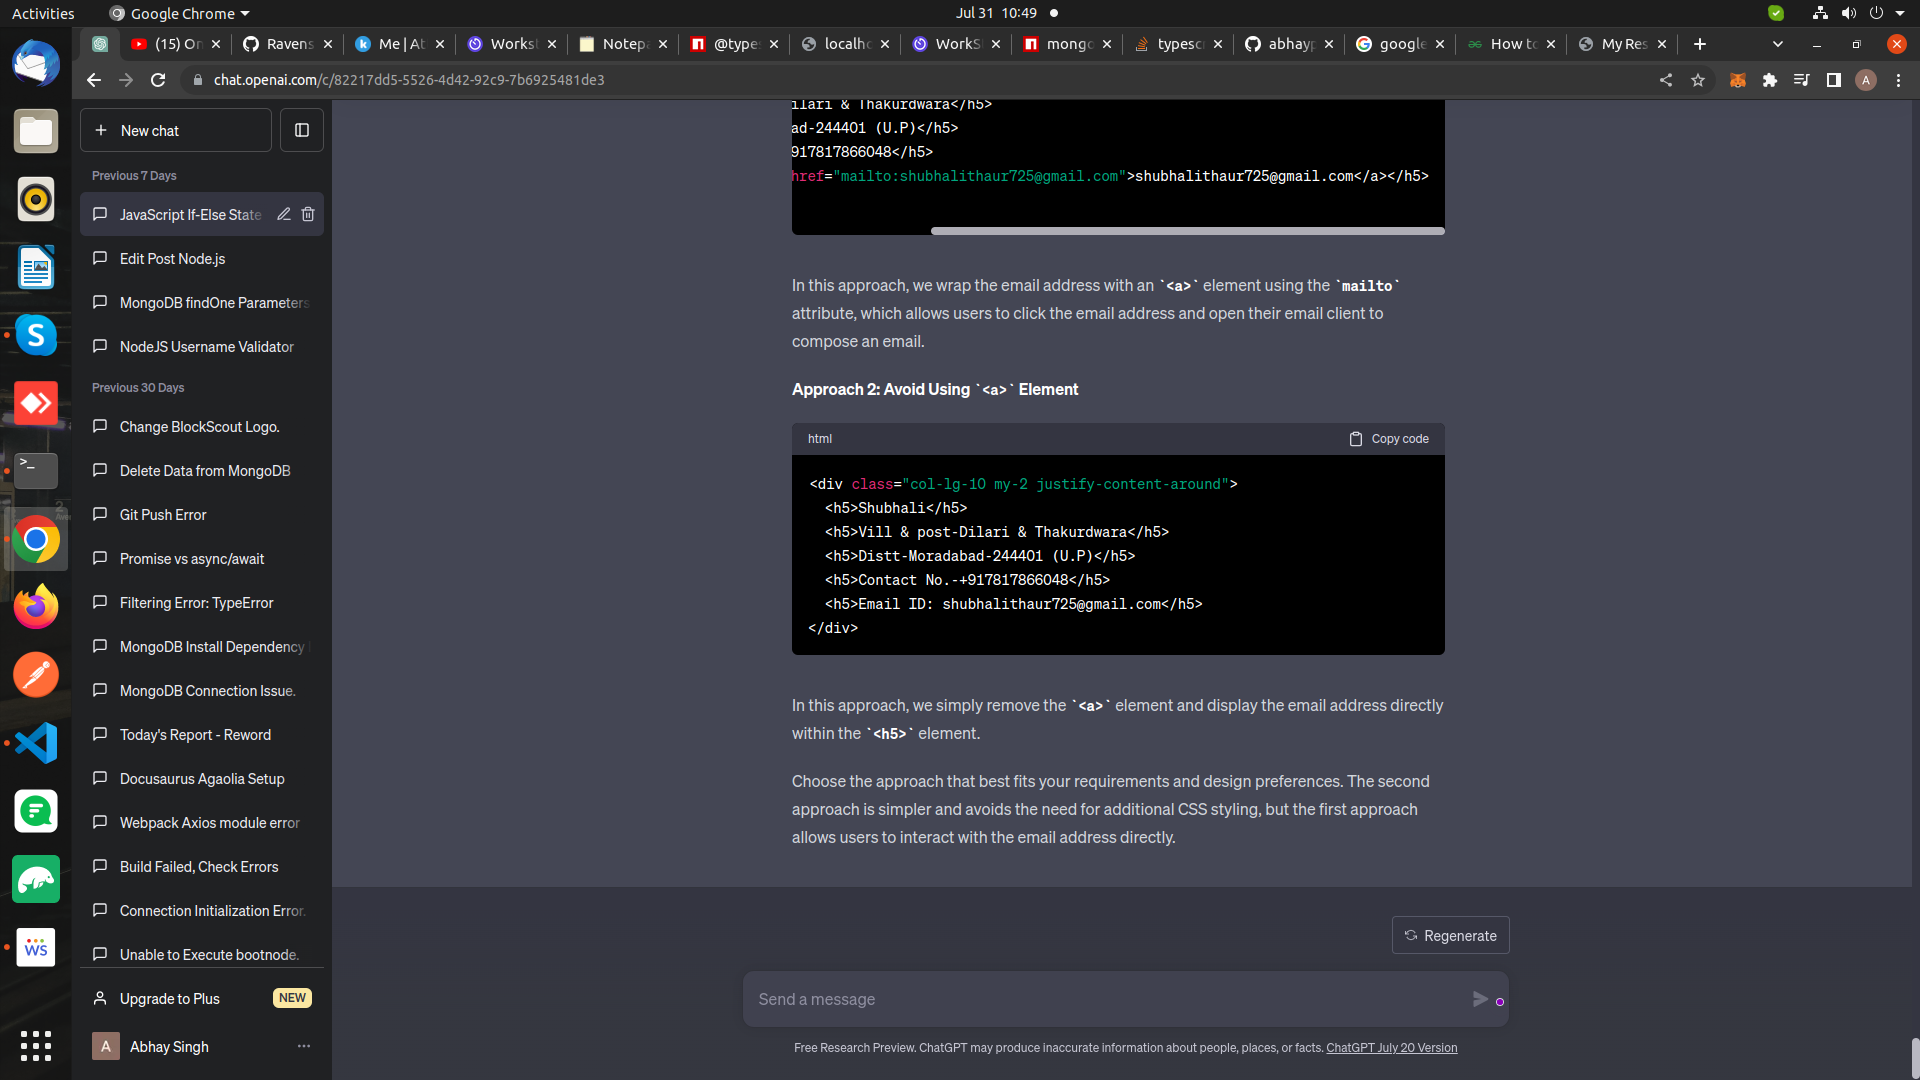 Activities
Google Chrome
Jul 31 10:49
(15) On
Ravens
Me | At
Workst
Notepa
@types
localho
WorkSt
mongo
typescr
abhayp
google
How to
My Res
chat.openai.com/c/82217dd5-5526-4d42-92c9-7b6925481de3
A
New chat
Previous 7 Days
JavaScript If-Else State
Edit Post Node.js
MongoDB findOne Parameters
NodeJS Username Validator
Previous 30 Days
Change BlockScout Logo.
Delete Data from MongoDB
Git Push Error
Promise vs async/await
Filtering Error: TypeError
MongoDB Install Dependency
MongoDB Connection Issue.
Today's Report - Reword
Docusaurus Agaolia Setup
Webpack Axios module error
Build Failed, Check Errors
Connection Initialization Error.
Unable to Execute bootnode.
Upgrade to Plus
NEW
A
Abhay Singh
ilari & Thakurdwara</h5>
ad-244401 (U.P)</h5>
917817866048</h5>
href="mailto:shubhalithaur725@gmail.com">shubhalithaur725@gmail.com</a></h5>
In this approach, we wrap the email address with an `<a>` element using the `mailto`
attribute, which allows users to click the email address and open their email client to
compose an email.
Approach 2: Avoid Using `<a>` Element
html
Copy code
<div class="col-lg-10 my-2 justify-content-around">
<h5>Shubhali</h5>
<h5>Vill & post-Dilari & Thakurdwara</h5>
<h5>Distt-Moradabad-244401 (U.P)</h5>
<h5>Contact No.-+917817866048</h5>
<h5>Email ID: shubhalithaur725@gmail.com</h5>
</div>
In this approach, we simply remove the `<a>` element and display the email address directly
within the `<h5>` element.
Choose the approach that best fits your requirements and design preferences. The second
approach is simpler and avoids the need for additional CSS styling, but the first approach
allows users to interact with the email address directly.
Regenerate
Send a message
Free Research Preview. ChatGPT may produce inaccurate information about people, places, or facts. ChatGPT July 20 Version
S
>_
WS